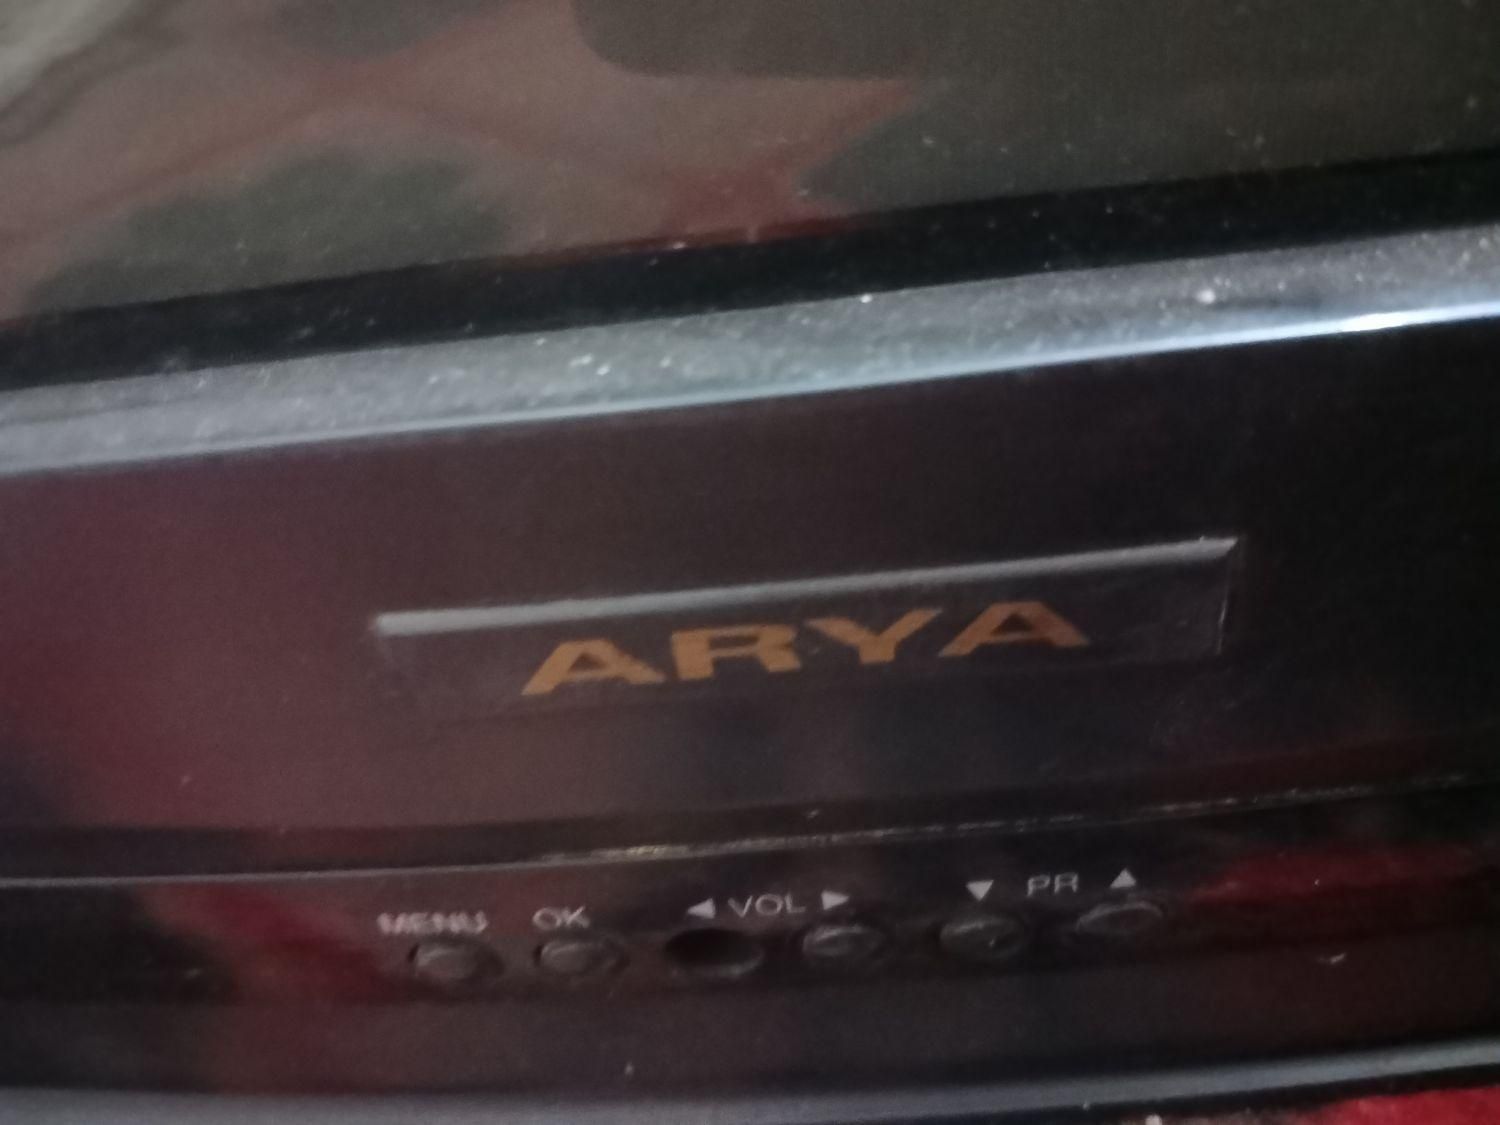 ARYA
MENU OK ◄ VOL ► ▼ PR ▲